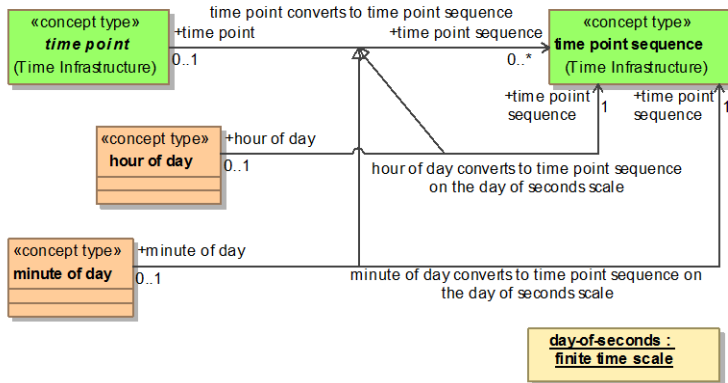 time point converts to time point sequence
«concept type»
time point
(Time Infrastructure)
+time point
0..1
+time point sequence
0..*
«concept type»
time point sequence
(Time Infrastructure)
+time poiint
sequence
1
+time poiint
sequence
1
«concept type»
hour of day
+hour of day
0..1
hour of day converts to time point sequence
on the day of seconds scale
«concept type»
minute of day
+minute of day
0..1
minute of day converts to time point sequence on
the day of seconds scale
day-of-seconds :
finite time scale